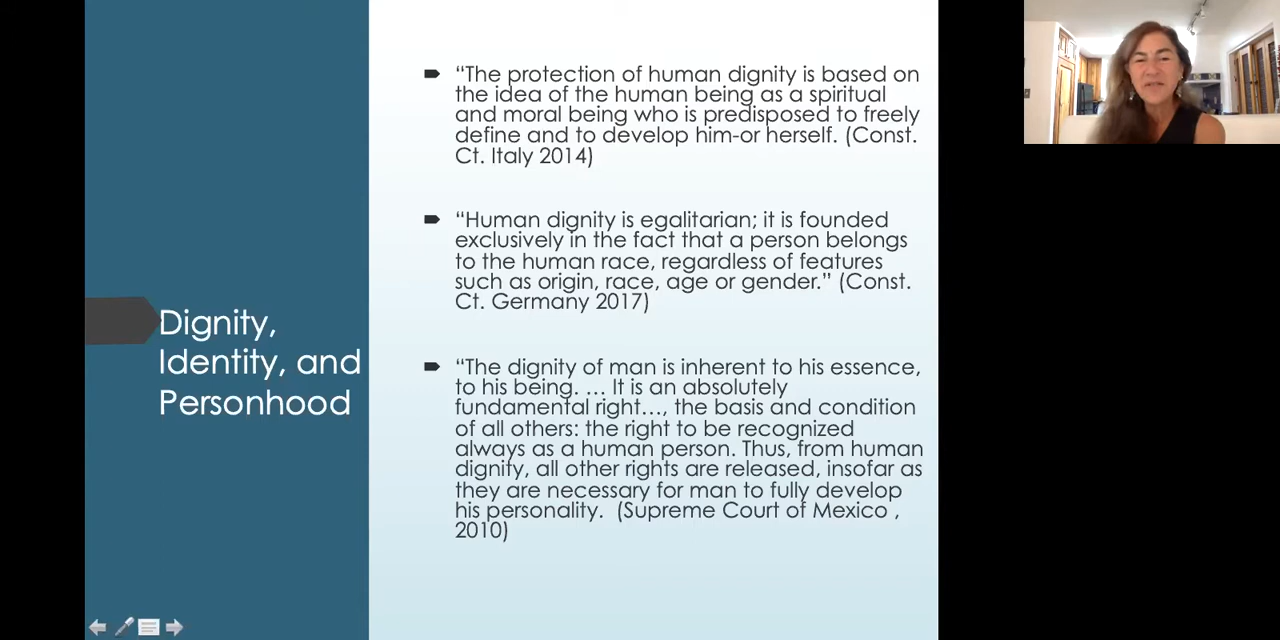 Dignity,
Identity, and
Personhood
“The protection of human dignity is based on
the idea of the human being as a spiritual
and moral being who is predisposed to freely
define and to develop him-or herself. (Const.
Ct. Italy 2014)
“Human dignity is egalitarian; it is founded
exclusively in the fact that a person belongs
to the human race, regardless of features
such as origin, race, age or gender.” (Const.
Ct. Germany 2017)
“The dignity of man is inherent to his essence,
to his being. … It is an absolutely
fundamental right…, the basis and condition
of all others: the right to be recognized
always as a human person. Thus, from human
dignity, all other rights are released, insofar as
they are necessary for man to fully develop
his personality.  (Supreme Court of Mexico ,
2010)